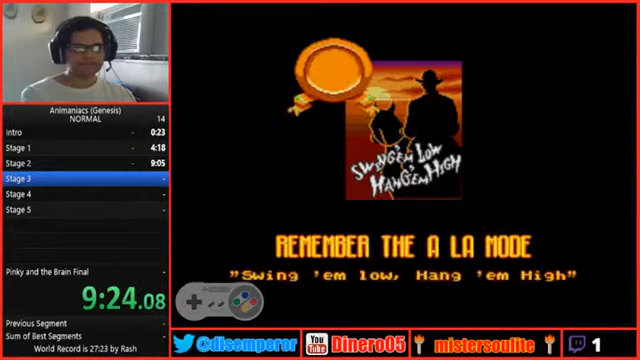 Animaniacs (Genesis)
NORMAL 14
Intro - 0:23
Stage 1 - 4:18
Stage 2 - 9:05
Stage 3 -
Stage 4 -
Stage 5 -
Pinky and the Brain Final -
9:24.08
Previous Segment -
Sum of Best Segments -
World Record is 27:23 by Rash
SWING 'EM LOW
HANG 'EM HIGH
REMEMBER THE A LA MODE
"Swing 'em low, Hang 'em High"
@disemperor
You Tube
Dinero05
mistersoulite
1